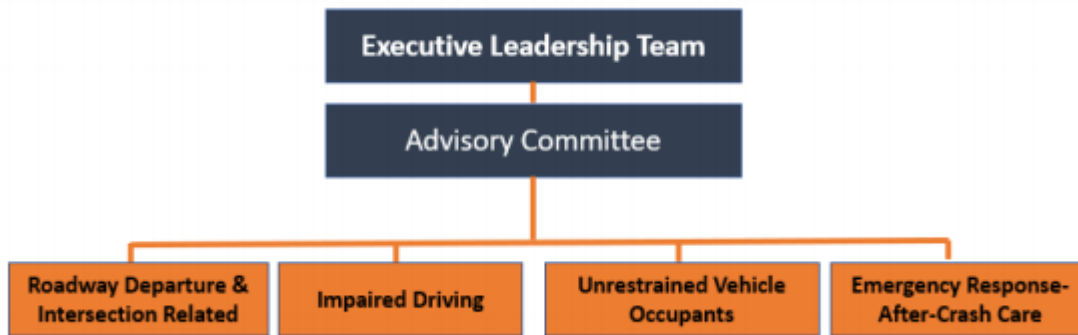 Executive Leadership Team
Advisory Committee
Roadway Departure &
Intersection Related
Impaired Driving
Unrestrained Vehicle
Occupants
Emergency Response-
After-Crash Care